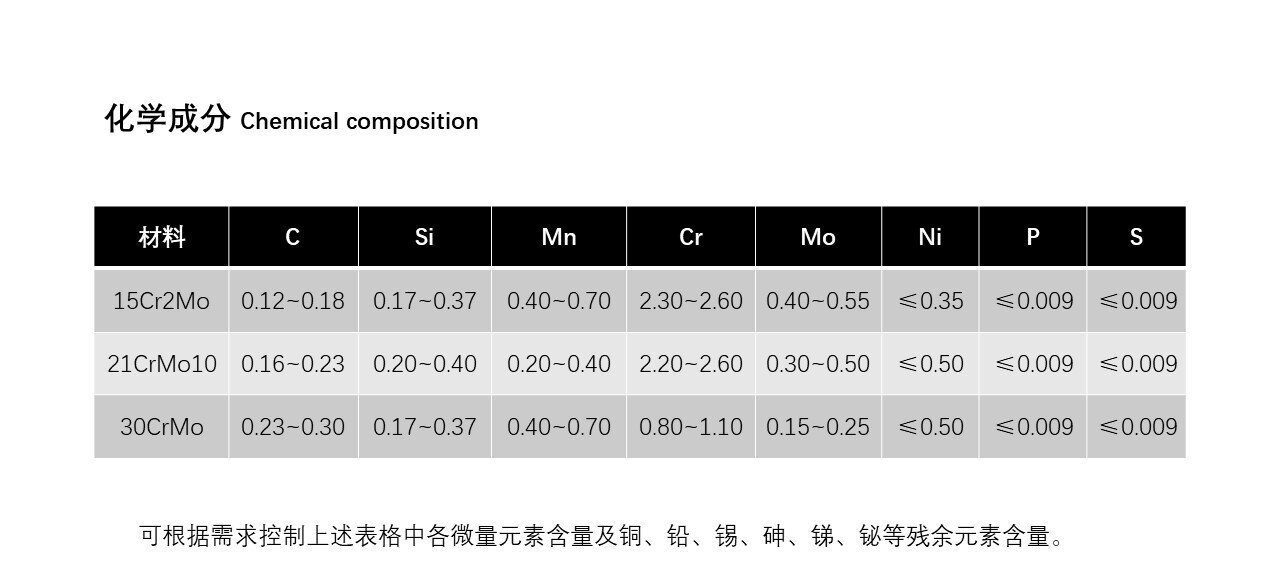 化学成分 Chemical composition
材料 C Si Mn Cr Mo Ni P S
15Cr2Mo 0.12~0.18 0.17~0.37 0.40~0.70 2.30~2.60 0.40~0.55 ≤0.35 ≤0.009 ≤0.009
21CrMo10 0.16~0.23 0.20~0.40 0.20~0.40 2.20~2.60 0.30~0.50 ≤0.50 ≤0.009 ≤0.009
30CrMo 0.23~0.30 0.17~0.37 0.40~0.70 0.80~1.10 0.15~0.25 ≤0.50 ≤0.009 ≤0.009
可根据需求控制上述表格中各微量元素含量及铜、铅、锡、砷、锑、铋等残余元素含量。